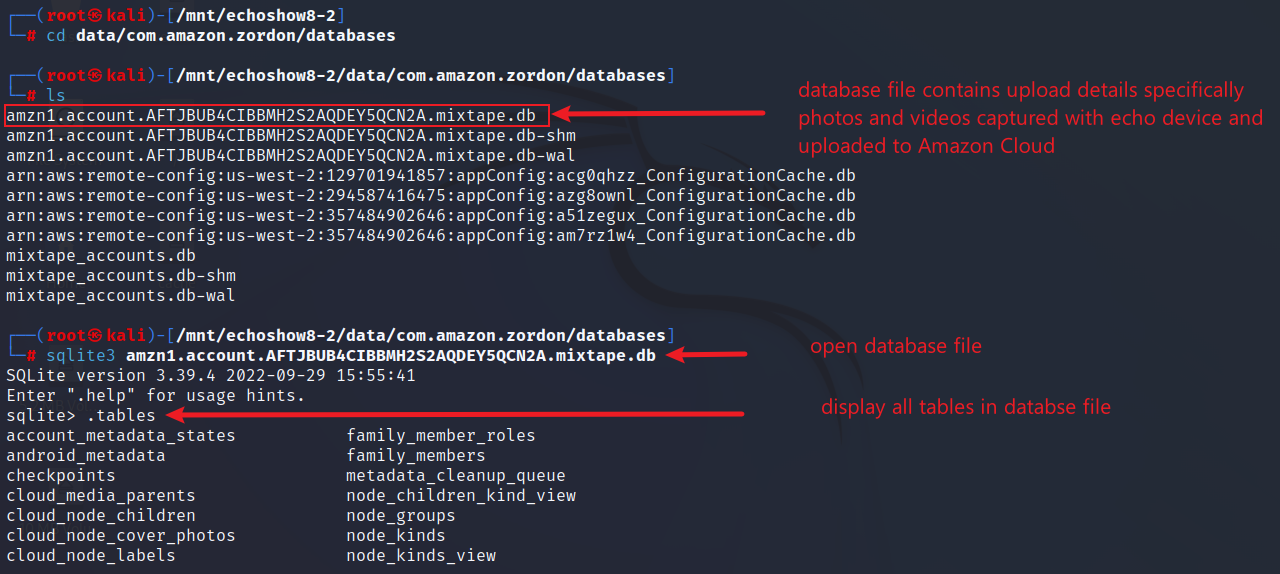 ┌──(root㉿kali)-[/mnt/echoshow8-2]
└─# cd data/com.amazon.zordon/databases
┌──(root㉿kali)-[/mnt/echoshow8-2/data/com.amazon.zordon/databases]
└─# ls
amzn1.account.AFTJBUB4CIBBMH2S2AQDEY5QCN2A.mixtape.db
database file contains upload details specifically
photos and videos captured with echo device and
uploaded to Amazon Cloud
amzn1.account.AFTJBUB4CIBBMH2S2AQDEY5QCN2A.mixtape.db-shm
amzn1.account.AFTJBUB4CIBBMH2S2AQDEY5QCN2A.mixtape.db-wal
arn:aws:remote-config:us-west-2:129701941857:appConfig:acg0qhzz_ConfigurationCache.db
arn:aws:remote-config:us-west-2:294587416475:appConfig:azg8ownl_ConfigurationCache.db
arn:aws:remote-config:us-west-2:357484902646:appConfig:a51zegux_ConfigurationCache.db
arn:aws:remote-config:us-west-2:357484902646:appConfig:am7rz1w4_ConfigurationCache.db
mixtape_accounts.db
mixtape_accounts.db-shm
mixtape_accounts.db-wal
┌──(root㉿kali)-[/mnt/echoshow8-2/data/com.amazon.zordon/databases]
└─# sqlite3 amzn1.account.AFTJBUB4CIBBMH2S2AQDEY5QCN2A.mixtape.db
open database file
SQLite version 3.39.4 2022-09-29 15:55:41
Enter ".help" for usage hints.
sqlite> .tables
display all tables in databse file
account_metadata_states family_member_roles
android_metadata family_members
checkpoints metadata_cleanup_queue
cloud_media_parents node_children_kind_view
cloud_node_children node_groups
cloud_node_cover_photos node_kinds
cloud_node_labels node_kinds_view